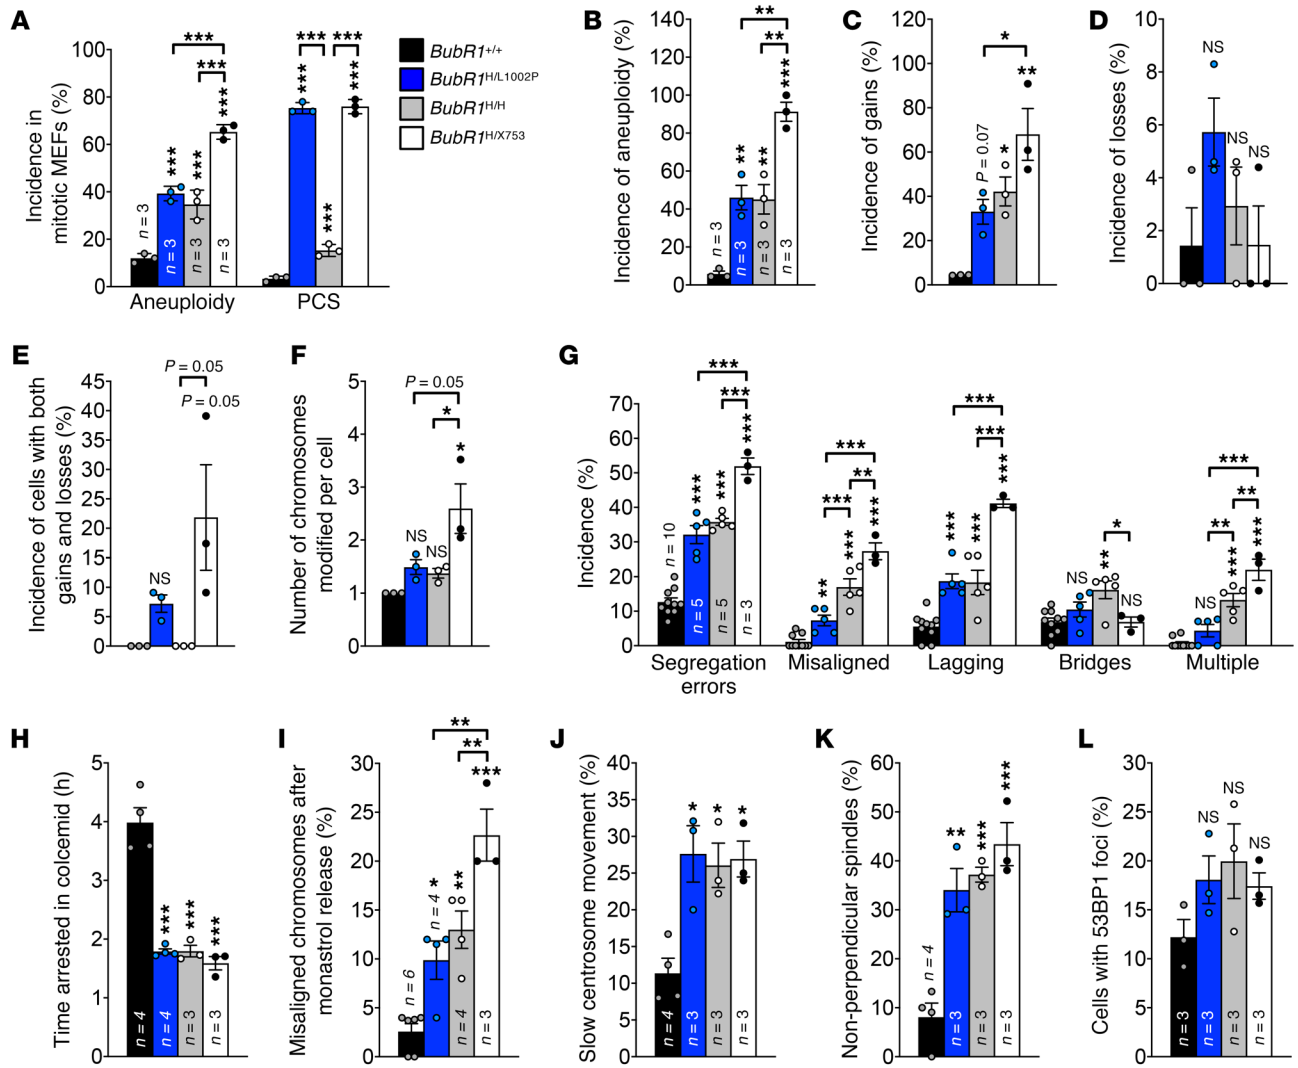 A
Incidence in
mitotic MEFs (%)
100
80
60
40
20
0
n = 3
***
n = 3
***
n = 3
***
n = 3
***
***
***
***
***
***
***
Aneuploidy
PCS
BubR1+/+
BubR1H/L1002P
BubR1H/H
BubR1H/X753
B
Incidence of aneuploidy (%)
140
120
100
80
60
40
20
0
**
**
***
**
**
n = 3
n = 3
n = 3
n = 3
C
Incidence of gains (%)
120
100
80
60
40
20
0
*
**
*
P = 0.07
D
Incidence of losses (%)
10
8
6
4
2
0
NS
NS
NS
E
Incidence of cells with both
gains and losses (%)
45
40
35
30
25
20
15
10
5
0
P = 0.05
P = 0.05
NS
F
Number of chromosomes
modified per cell
5
4
3
2
1
0
P = 0.05
*
*
NS
NS
G
Incidence (%)
70
60
50
40
30
20
10
0
***
***
***
***
***
n = 10
n = 5
n = 5
n = 3
Segregation
errors
***
**
***
***
***
**
Misaligned
***
***
***
***
***
Lagging
*
**
NS
NS
Bridges
***
**
**
***
***
NS
Multiple
H
Time arrested in colcemid (h)
5
4
3
2
1
0
***
***
***
n = 4
n = 4
n = 3
n = 3
I
Misaligned chromosomes after
monastrol release (%)
30
25
20
15
10
5
0
**
**
***
**
*
n = 6
n = 4
n = 4
n = 3
J
Slow centrosome movement (%)
40
35
30
25
20
15
10
5
0
*
*
*
n = 4
n = 3
n = 3
n = 3
K
Non-perpendicular spindles (%)
60
50
40
30
20
10
0
**
***
***
n = 4
n = 3
n = 3
n = 3
L
Cells with 53BP1 foci (%)
30
20
15
10
5
0
NS
NS
NS
n = 3
n = 3
n = 3
n = 3